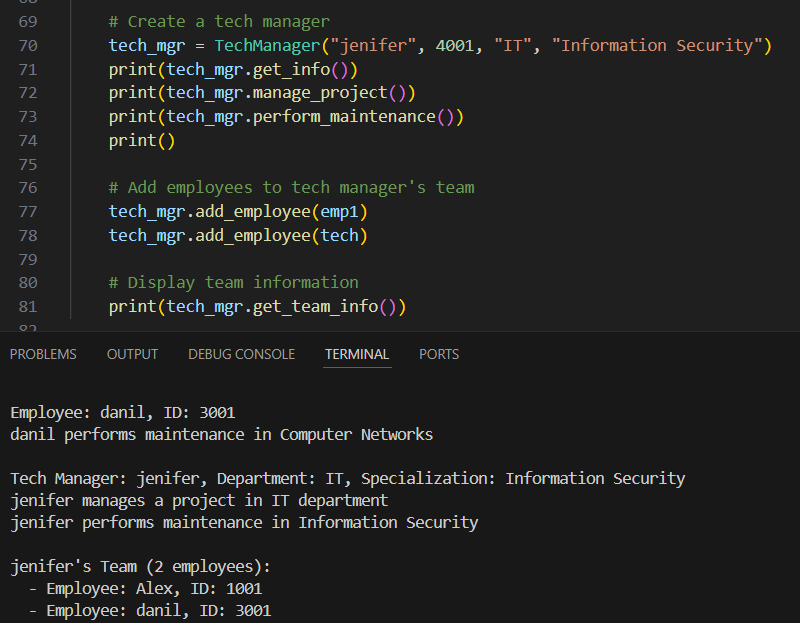 69 # Create a tech manager
70 tech_mgr = TechManager("jenifer", 4001, "IT", "Information Security")
71 print(tech_mgr.get_info())
72 print(tech_mgr.manage_project())
73 print(tech_mgr.perform_maintenance())
74 print()
75
76 # Add employees to tech manager's team
77 tech_mgr.add_employee(emp1)
78 tech_mgr.add_employee(tech)
79
80 # Display team information
81 print(tech_mgr.get_team_info())
82
PROBLEMS OUTPUT DEBUG CONSOLE TERMINAL PORTS
Employee: danil, ID: 3001
danil performs maintenance in Computer Networks
Tech Manager: jenifer, Department: IT, Specialization: Information Security
jenifer manages a project in IT department
jenifer performs maintenance in Information Security
jenifer's Team (2 employees):
- Employee: Alex, ID: 1001
- Employee: danil, ID: 3001